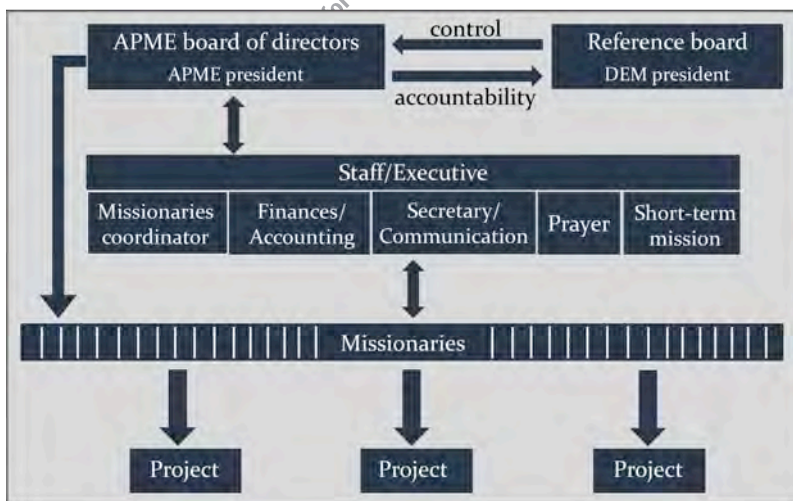 for
APME board of directors
APME president
control
accountability
Reference board
DEM president
Staff/Executive
Missionaries
coordinator
Finances/
Accounting
Secretary/
Communication
Prayer
Short-term
mission
Missionaries
Project
Project
Project